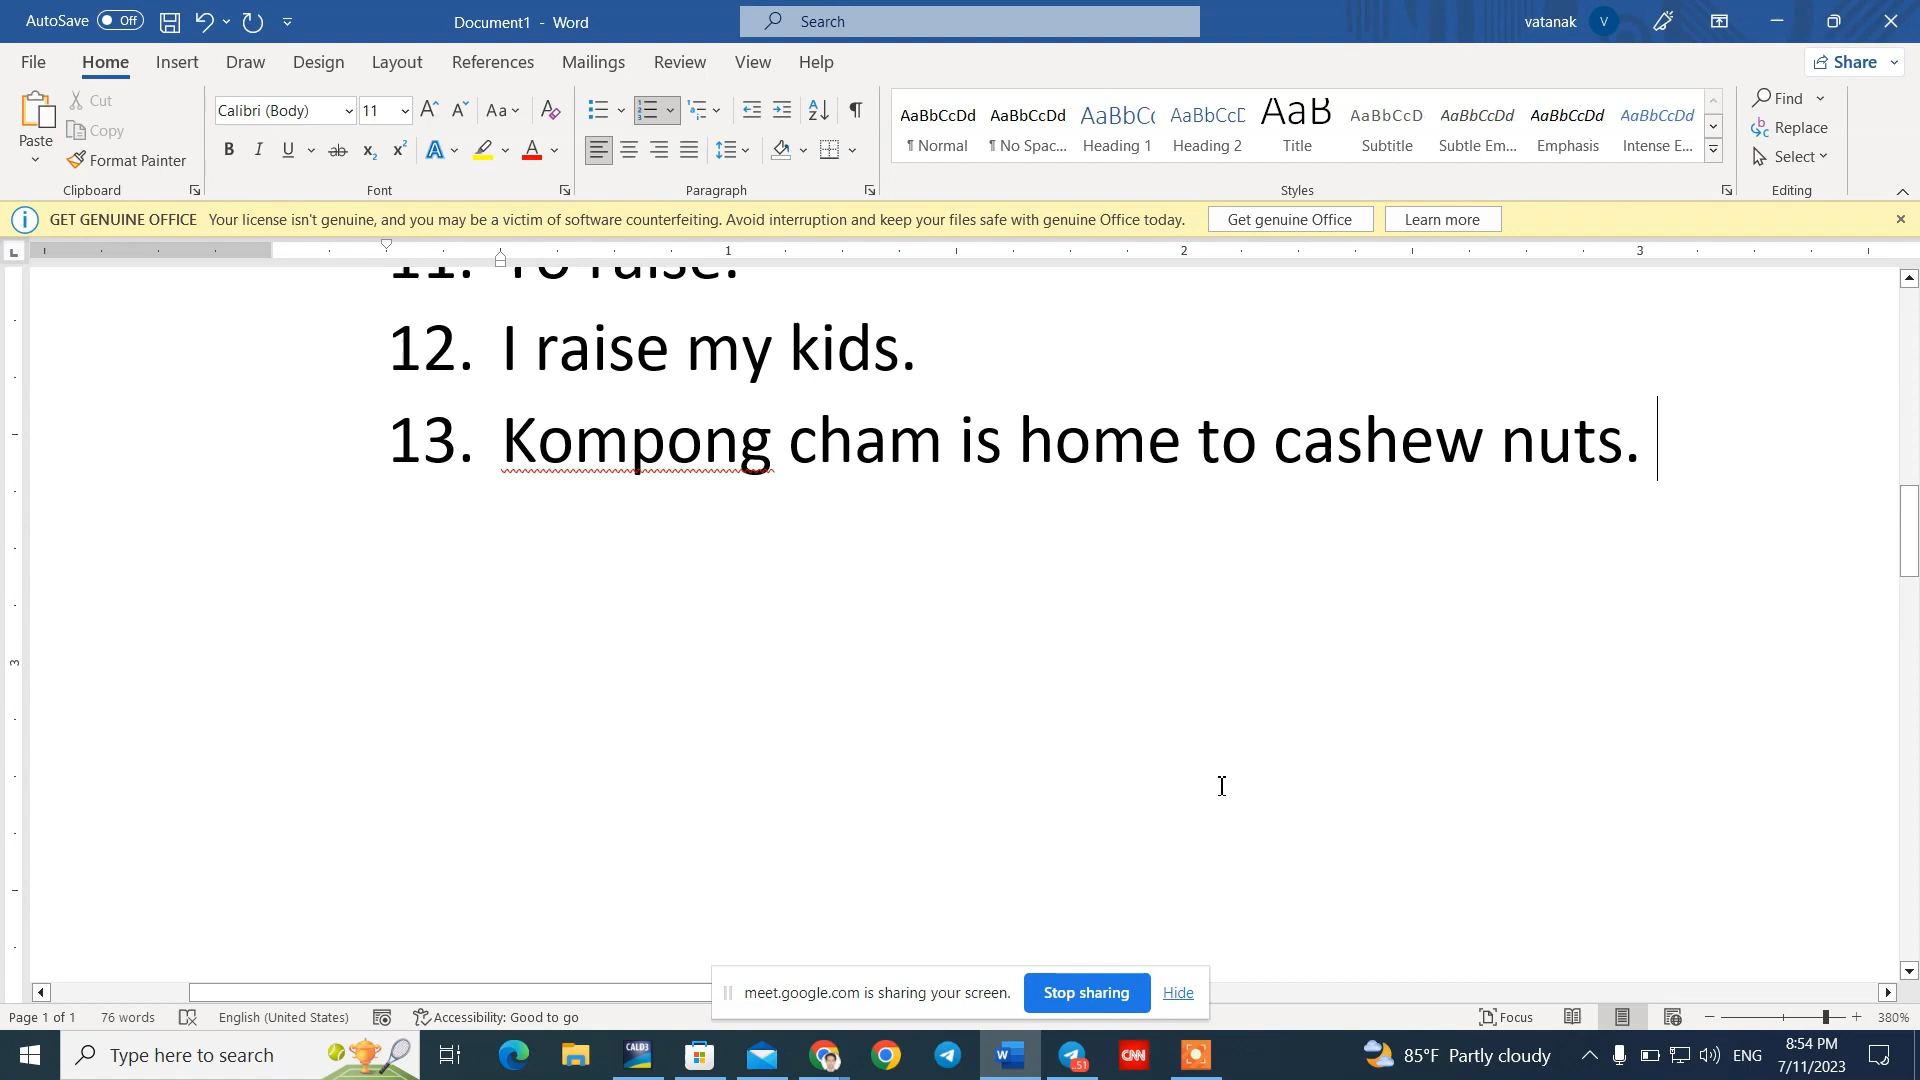 AutoSave Off
Document1 - Word
Search
vatanak V
File Home Insert Draw Design Layout References Mailings Review View Help
Share
Paste
Cut
Copy
Format Painter
Clipboard
Calibri (Body) 11
Font
Paragraph
AaBbCcDd AaBbCcDd AaBbCc AaBbCcD AaB AaBbCcD AaBbCcDd AaBbCcDd AaBbCcDd
¶ Normal ¶ No Spac... Heading 1 Heading 2 Title Subtitle Subtle Em... Emphasis Intense E...
Styles
Find
Replace
Select
Editing
GET GENUINE OFFICE Your license isn't genuine, and you may be a victim of software counterfeiting. Avoid interruption and keep your files safe with genuine Office today. Get genuine Office Learn more
1 2 3
11. To raise.
12. I raise my kids.
13. Kompong cham is home to cashew nuts.
3
meet.google.com is sharing your screen. Stop sharing Hide
Page 1 of 1 76 words English (United States) Accessibility: Good to go Focus 380%
Type here to search
CALD3
51
CNN
85°F Partly cloudy
ENG
8:54 PM
7/11/2023